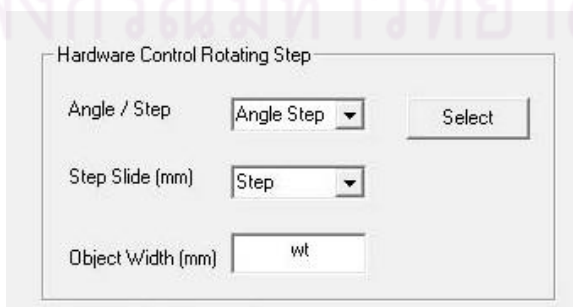 Hardware Control Rotating Step
Angle / Step Angle Step Select
Step Slide (mm) Step
Object Width (mm) wt